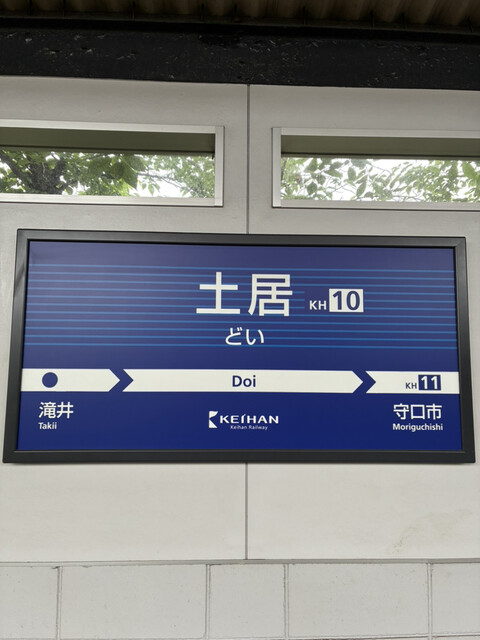 土居 KH 10
どい
Doi
KH 11
滝井
Takii
守口市
Moriguchishi
KEIHAN
Keihan Railway